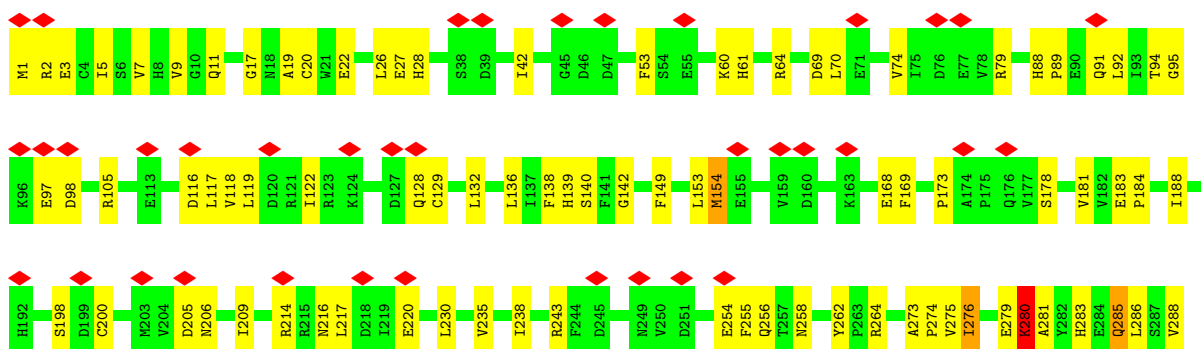 M1 R2 E3 C4 I5 S6 V7 H8 V9 G10 Q11 G17 N18 A19 C20 W21 E22 L26 E27 H28 S38 D39 I42 G45 D46 D47 F53 S54 E55 K60 H61 R64 D69 L70 E71 V74 I75 D76 E77 V78 R79 H88 P89 E90 Q91 L92 I93 T94 G95
K96 E97 D98 R105 E113 D116 L117 V118 L119 D120 R121 I122 R123 K124 D127 Q128 C129 L132 L136 I137 F138 H139 S140 F141 G142 F149 L153 M154 E155 V159 D160 K163 E168 F169 P173 A174 P175 Q176 V177 S178 V181 V182 E183 P184 I188
H192 S198 D199 C200 M203 V204 D205 N206 I209 R214 R215 N216 L217 D218 I219 E220 L230 V235 I238 R243 F244 D245 N249 V250 D251 E254 F255 Q256 T257 N258 Y262 P263 R264 A273 P274 V275 I276 E279 K280 A281 Y282 H283 E284 Q285 L286 S287 V288